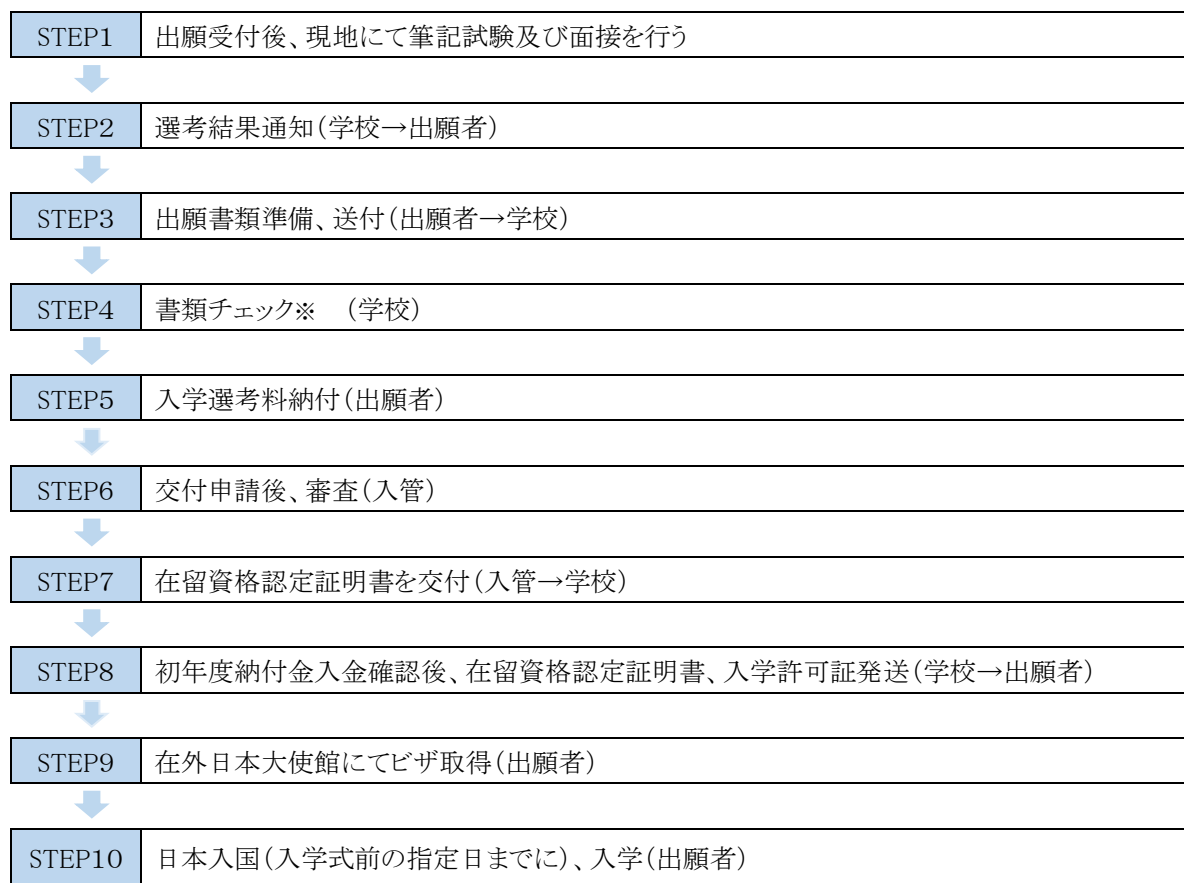 STEP1 出願受付後、現地にて筆記試験及び面接を行う
STEP2 選考結果通知（学校→出願者）
STEP3 出願書類準備、送付（出願者→学校）
STEP4 書類チェック※　（学校）
STEP5 入学選考料納付（出願者）
STEP6 交付申請後、審査（入管）
STEP7 在留資格認定証明書を交付（入管→学校）
STEP8 初年度納付金入金確認後、在留資格認定証明書、入学許可証発送（学校→出願者）
STEP9 在外日本大使館にてビザ取得（出願者）
STEP10 日本入国（入学式前の指定日までに）、入学（出願者）